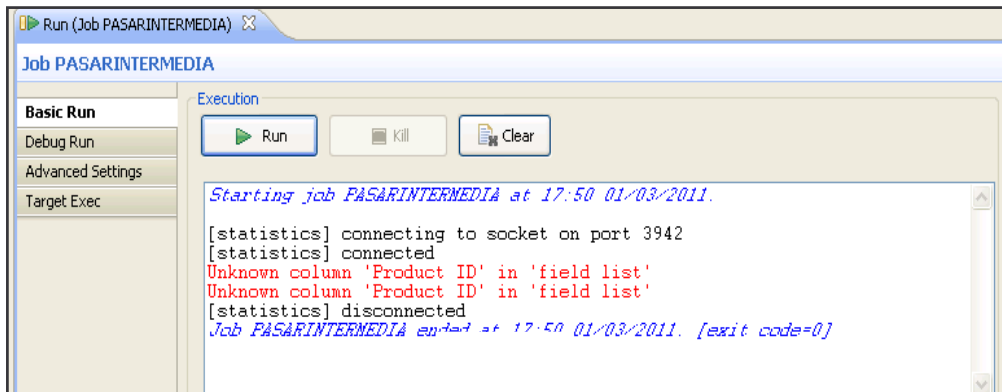 Run (Job PASARINTERMEDIA)
Job PASARINTERMEDIA
Basic Run
Debug Run
Advanced Settings
Target Exec
Execution
Run
Kill
Clear
Starting job PASARINTERMEDIA at 17:50 01/03/2011.
[statistics] connecting to socket on port 3942
[statistics] connected
Unknown column 'Product ID' in 'field list'
Unknown column 'Product ID' in 'field list'
[statistics] disconnected
Job PASARINTERMEDIA ended at 17:50 01/03/2011. [exit code=0]